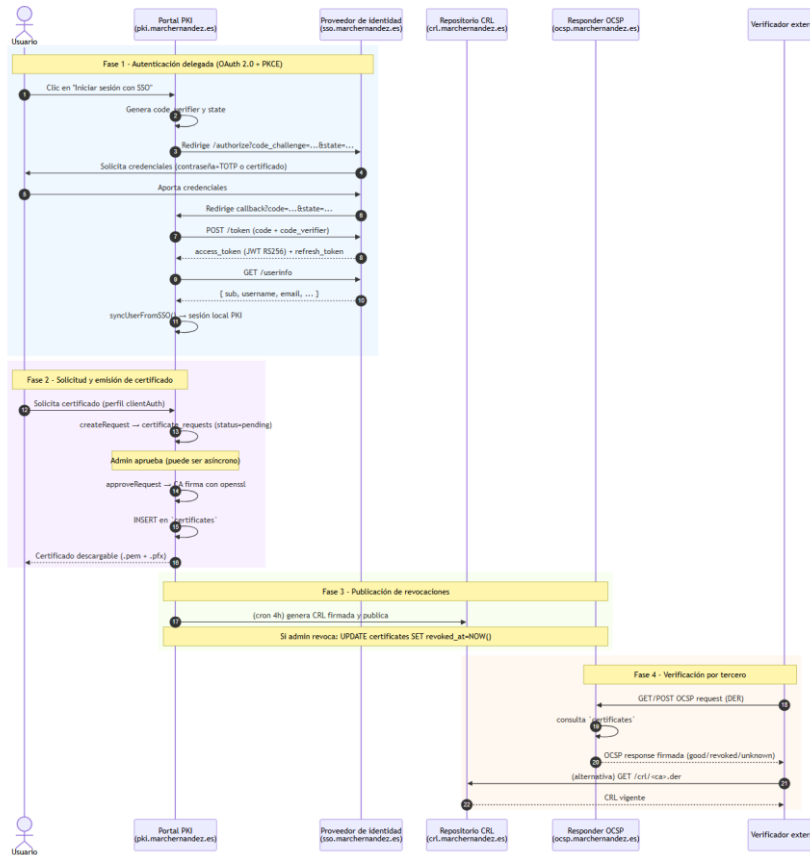 Usuario
Portal PKI
(pki.marchernandez.es)
Proveedor de identidad
(sso.marchernandez.es)
Repositorio CRL
(crl.marchernandez.es)
Responder OCSP
(ocsp.marchernandez.es)
Verificador exter
Fase 1 - Autenticación delegada (OAuth 2.0 + PKCE)
1
Clic en "Iniciar sesión con SSO"
Genera code_verifier y state
2
Redirige /authorize?code_challenge=...&state=...
3
Solicita credenciales (contraseña+TOTP o certificado)
4
Aporta credenciales
5
Redirige callback?code=...&state=...
6
POST /token (code + code_verifier)
7
access_token (JWT RS256) + refresh_token
8
GET /userinfo
9
{ sub, username, email, ... }
10
syncUserFromSSO() → sesión local PKI
11
Fase 2 - Solicitud y emisión de certificado
Solicita certificado (perfil clientAuth)
12
createRequest → certificate_requests (status=pending)
13
Admin aprueba (puede ser asíncrono)
approveRequest → CA firma con openssl
14
INSERT en `certificates`
15
Certificado descargable (.pem + .pfx)
16
Fase 3 - Publicación de revocaciones
(cron 4h) genera CRL firmada y publica
17
Si admin revoca: UPDATE certificates SET revoked_at=NOW()
Fase 4 - Verificación por tercero
GET/POST OCSP request (DER)
18
consulta `certificates`
19
OCSP response firmada (good/revoked/unknown)
20
(alternativa) GET /crl/<ca>.der
21
CRL vigente
22
Usuario
Portal PKI
(pki.marchernandez.es)
Proveedor de identidad
(sso.marchernandez.es)
Repositorio CRL
(crl.marchernandez.es)
Responder OCSP
(ocsp.marchernandez.es)
Verificador exter